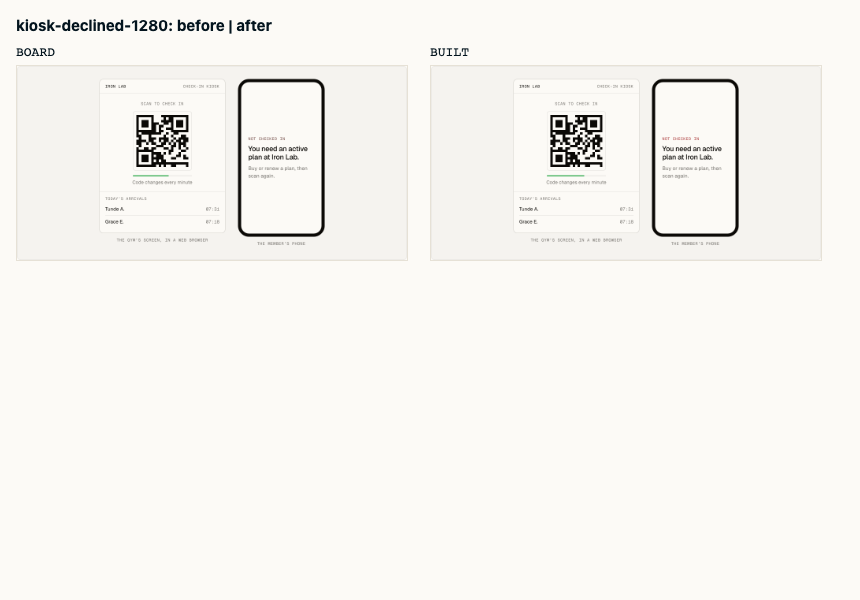 kiosk-declined-1280: before | after
BOARD
BUILT
IRON LAB
CHECK-IN KIOSK
SCAN TO CHECK IN
Code changes every minute
TODAY'S ARRIVALS
Tunde A.
07:31
Grace E.
07:18
THE GYM'S SCREEN, IN A WEB BROWSER
NOT CHECKED IN
You need an active
plan at Iron Lab.
Buy or renew a plan, then
scan again.
THE MEMBER'S PHONE
IRON LAB
CHECK-IN KIOSK
SCAN TO CHECK IN
Code changes every minute
TODAY'S ARRIVALS
Tunde A.
07:31
Grace E.
07:18
THE GYM'S SCREEN, IN A WEB BROWSER
NOT CHECKED IN
You need an active
plan at Iron Lab.
Buy or renew a plan, then
scan again.
THE MEMBER'S PHONE